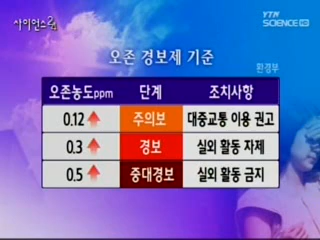 사이언스 24
YTN
SCIENCE HD
오존 경보제 기준
환경부
오존농도ppm 단계 조치사항
0.12 주의보 대중교통 이용 권고
0.3 경보 실외 활동 자제
0.5 중대경보 실외 활동 금지